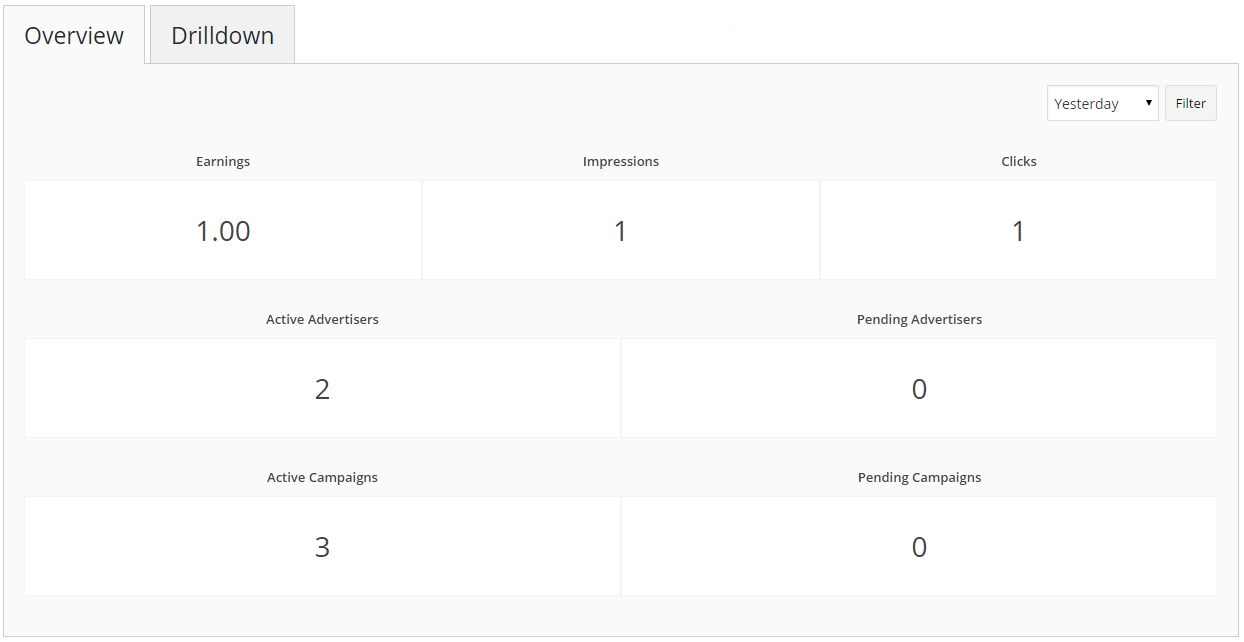 Overview Drilldown
Yesterday Filter
Earnings Impressions Clicks
1.00 1 1
Active Advertisers Pending Advertisers
2 0
Active Campaigns Pending Campaigns
3 0